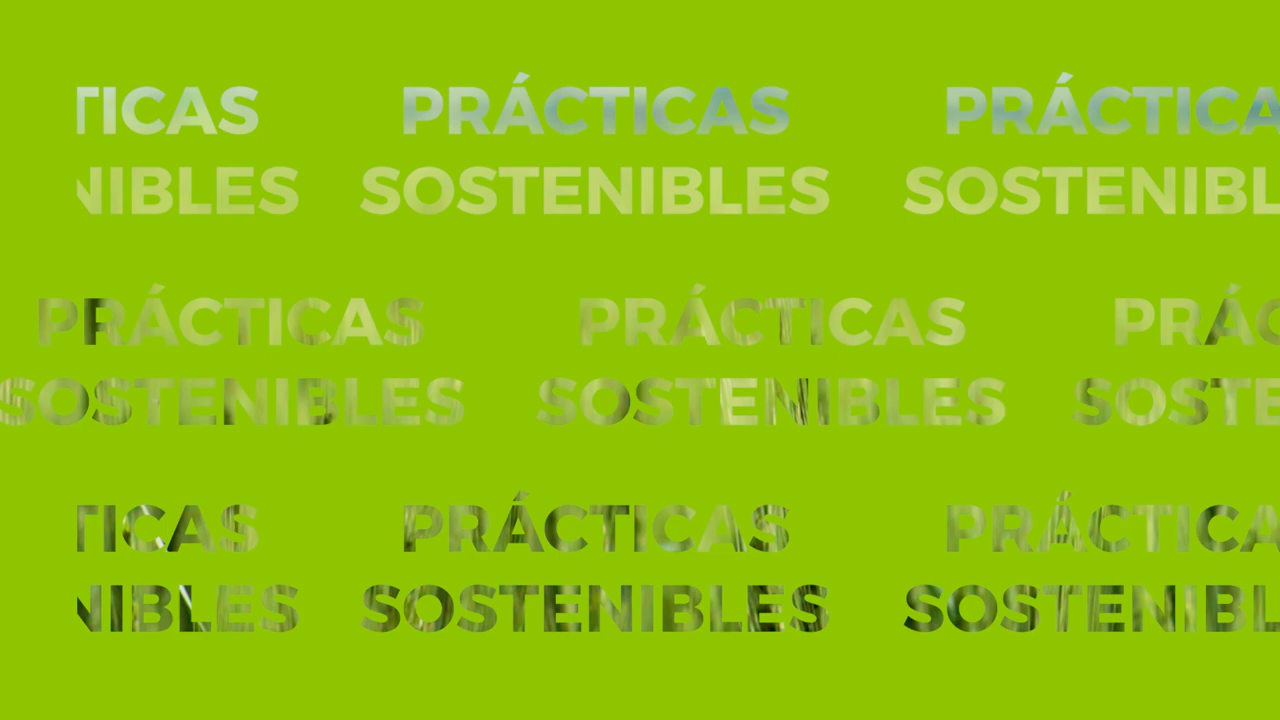 TICAS PRÁCTICAS PRÁCTICA
NIBLES SOSTENIBLES SOSTENIBL
PRÁCTICAS PRÁCTICAS PRÁC
SOSTENIBLES SOSTENIBLES SOSTE
TICAS PRÁCTICAS PRÁCTICA
NIBLES SOSTENIBLES SOSTENIBL